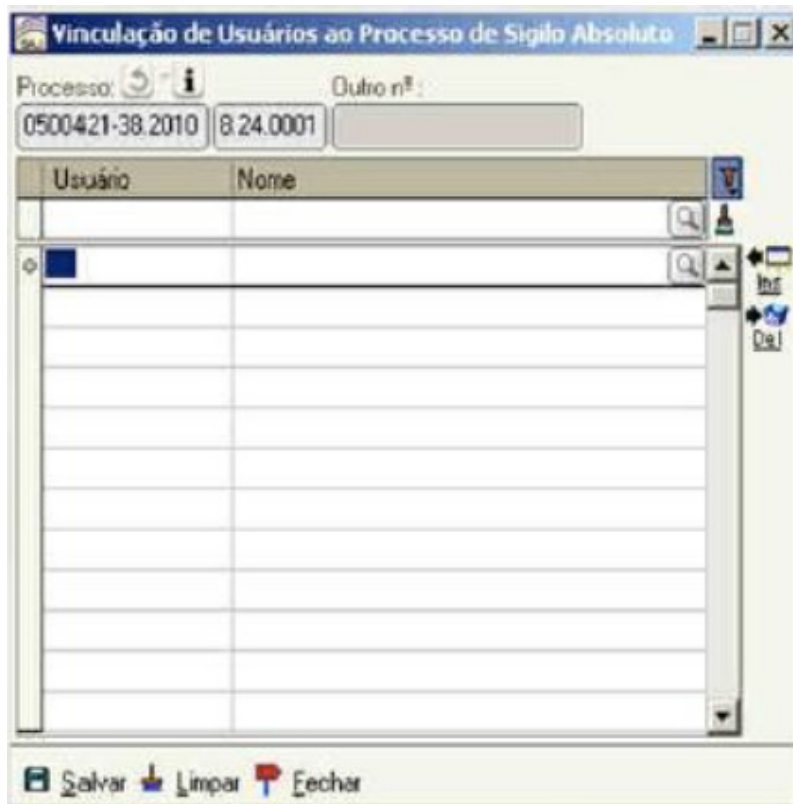 Vinculação de Usuários ao Processo de Sigilo Absoluto
Processo: Outro nº :
0500421-38.2010 8.24.0001
Usuário Nome
Ins
Del
Salvar Limpar Fechar